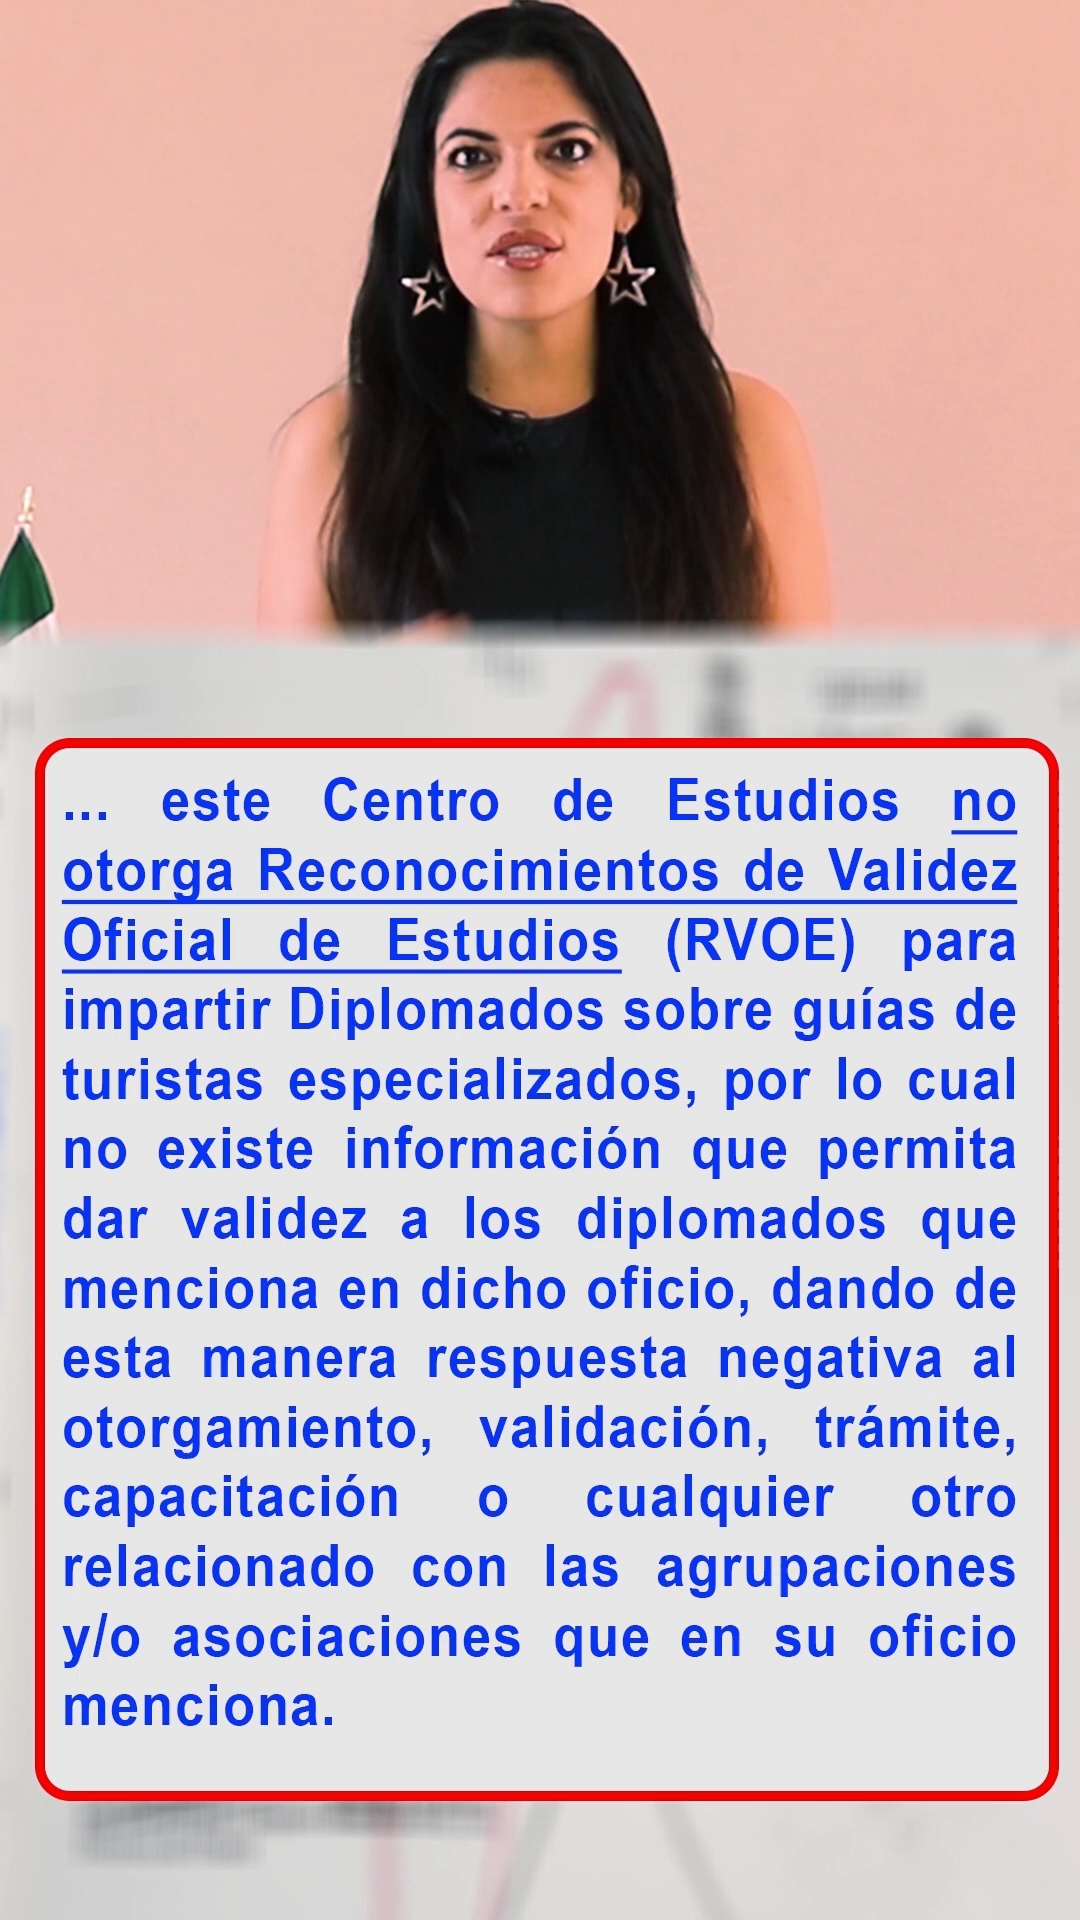 ... este Centro de Estudios no
otorga Reconocimientos de Validez
Oficial de Estudios (RVOE) para
impartir Diplomados sobre guías de
turistas especializados, por lo cual
no existe información que permita
dar validez a los diplomados que
menciona en dicho oficio, dando de
esta manera respuesta negativa al
otorgamiento, validación, trámite,
capacitación o cualquier otro
relacionado con las agrupaciones
y/o asociaciones que en su oficio
menciona.